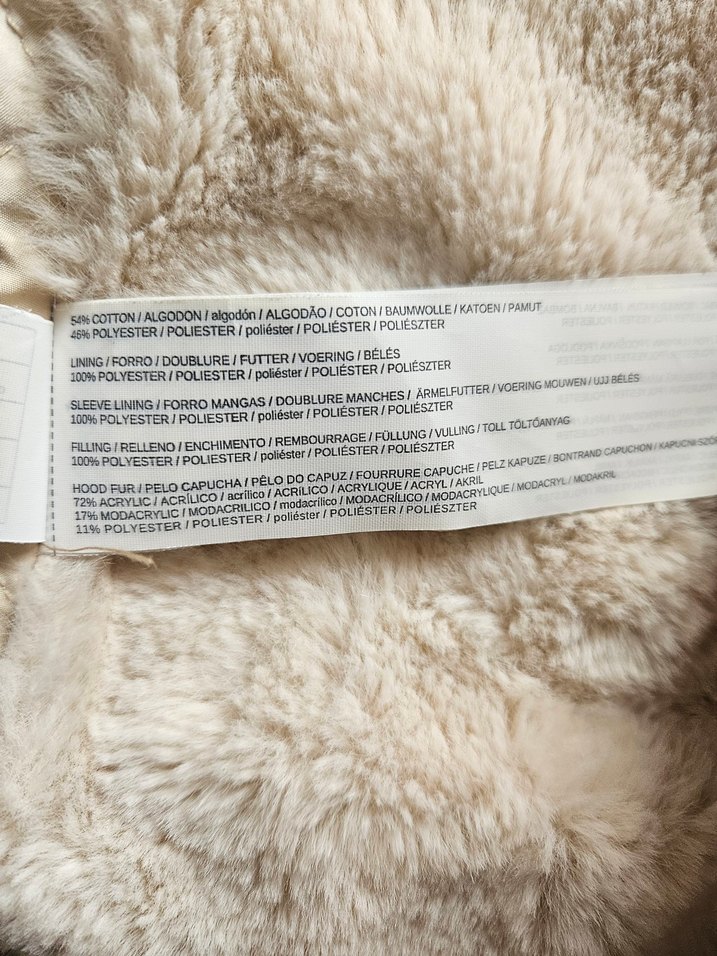 54% COTTON / ALGODON / algodón / ALGODÃO / COTON / BAUMWOLLE / KATOEN / PAMUT
46% POLYESTER / POLIESTER / poliéster / POLIÉSTER / POLIÉSZTER
LINING / FORRO / DOUBLURE / FUTTER / VOERING / BÉLÉS
100% POLYESTER / POLIESTER / poliéster / POLIÉSTER / POLIÉSZTER
SLEEVE LINING / FORRO MANGAS / DOUBLURE MANCHES / ÄRMELFUTTER / VOERING MOUWEN / UJJ BÉLÉS
100% POLYESTER / POLIESTER / poliéster / POLIÉSTER / POLIÉSZTER
FILLING / RELLENO / ENCHIMENTO / REMBOURRAGE / FÜLLUNG / VULLING / TOLL TÖLTŐANYAG
100% POLYESTER / POLIESTER / poliéster / POLIÉSTER / POLIÉSZTER
HOOD FUR / PELO CAPUCHA / PÊLO DO CAPUZ / FOURRURE CAPUCHE / PELZ KAPUZE / BONTRAND CAPUCHON /
72% ACRYLIC / ACRÍLICO / acrílico / ACRÍLICO / ACRYLIQUE / ACRYL / AKRIL
17% MODACRYLIC / MODACRILICO / modacrílico / MODACRÍLICO / MODACRYLIQUE / MODACRYL / MODAKRIL
11% POLYESTER / POLIESTER / poliéster / POLIÉSTER / POLIÉSZTER